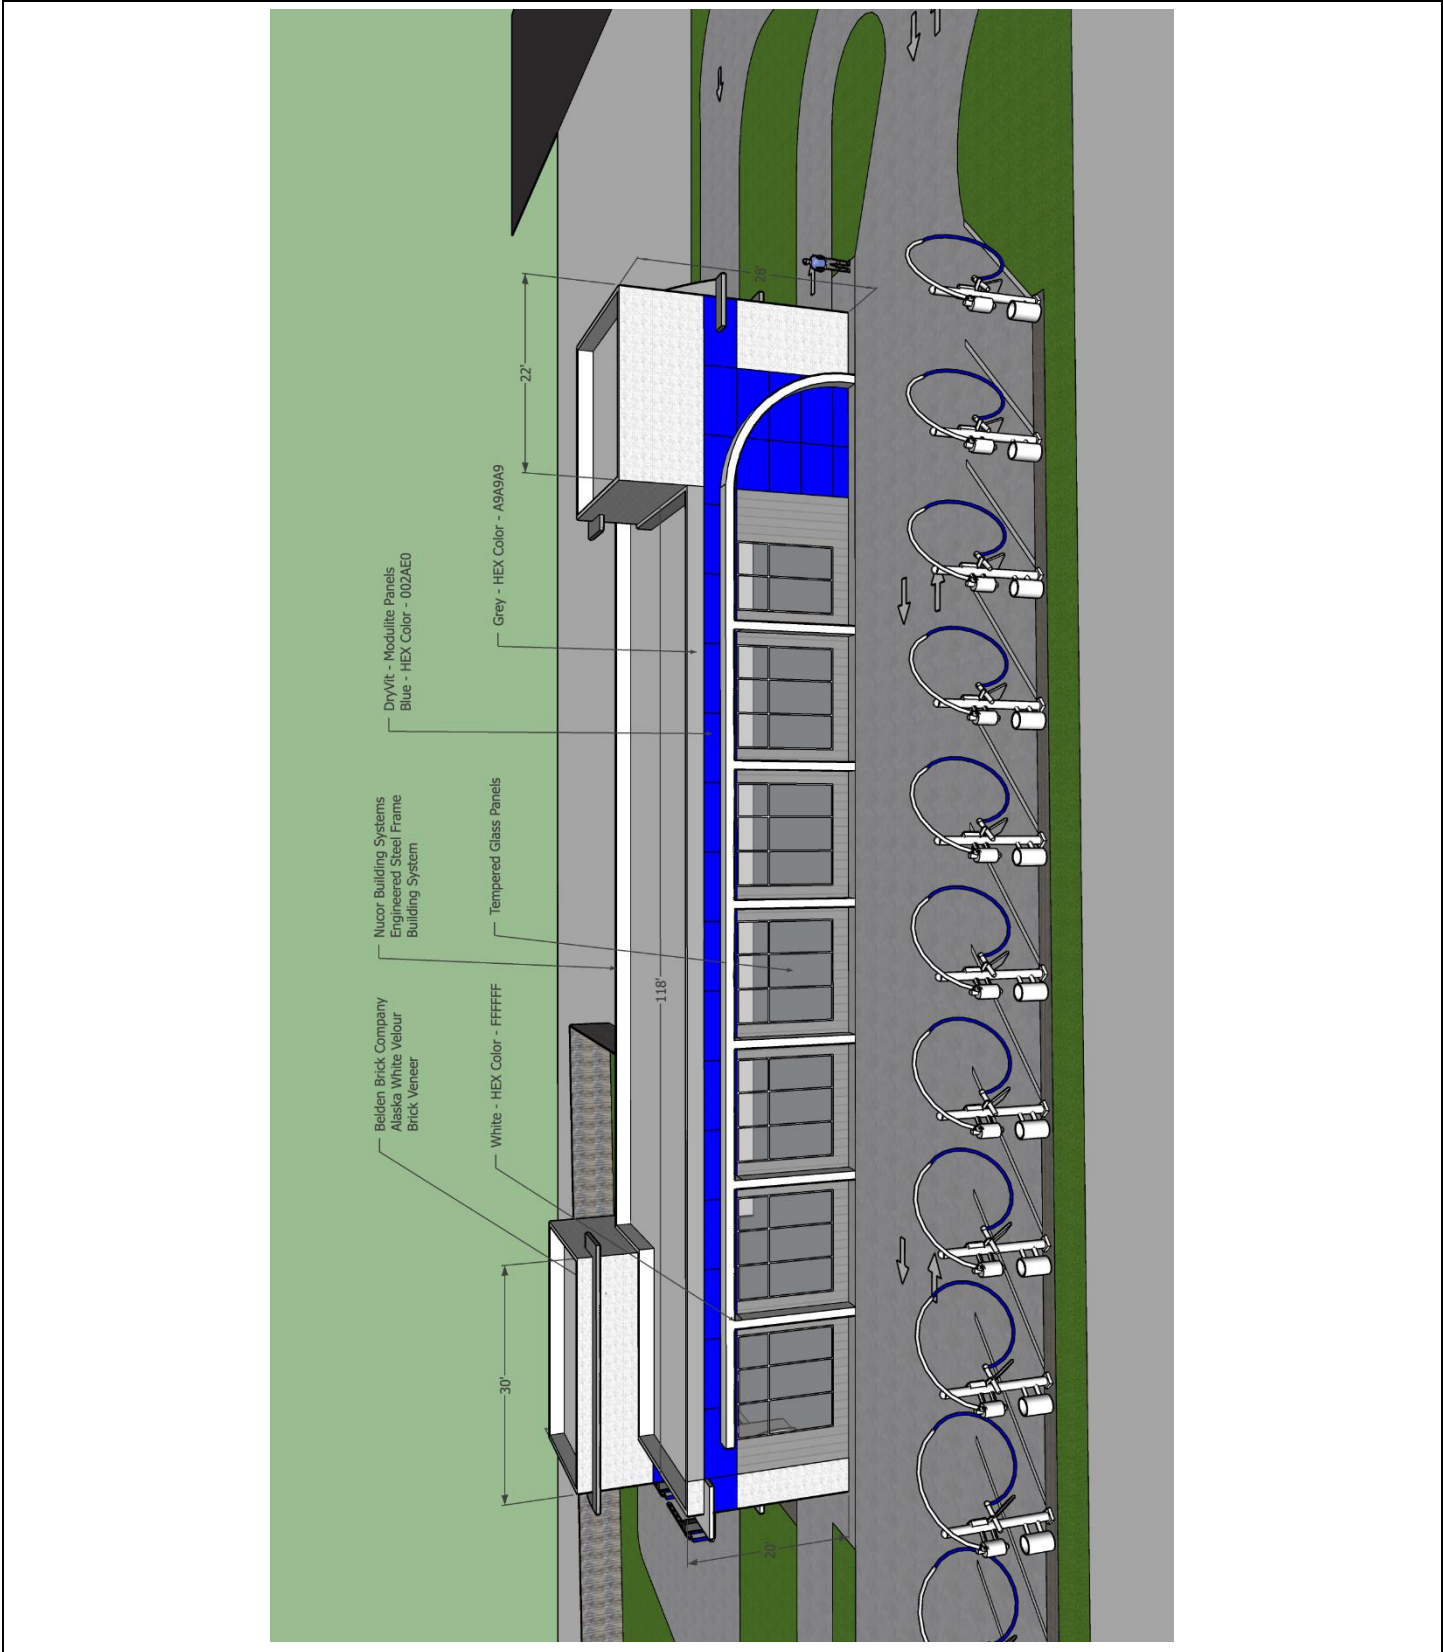 Belden Brick Company
Alaska White Velour
Brick Veneer
Nucor Building Systems
Engineered Steel Frame
Building System
DryVit - Modulite Panels
Blue - HEX Color - 002AE0
White - HEX Color - FFFFFF
Tempered Glass Panels
Grey - HEX Color - A9A9A9
30'
22'
118'
28'
20'